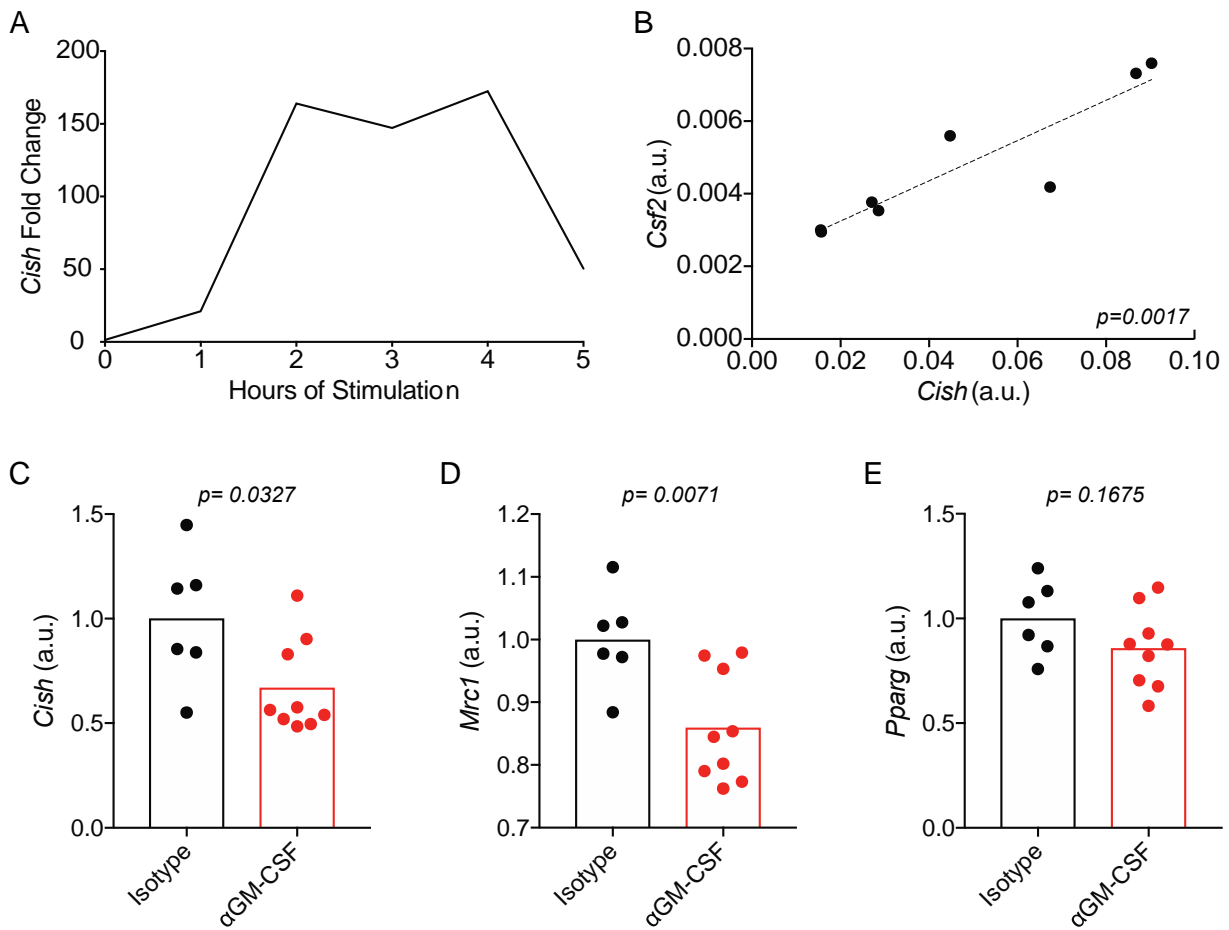 A
Cish Fold Change
200
150
100
50
0
0 1 2 3 4 5
Hours of Stimulation
B
Csf2 (a.u.)
0.008
0.006
0.004
0.002
0.000
p=0.0017
0.00 0.02 0.04 0.06 0.08 0.10
Cish (a.u.)
C
p= 0.0327
Cish (a.u.)
1.5
1.0
0.5
0.0
Isotype
αGM-CSF
D
p= 0.0071
Mrc1 (a.u.)
1.2
1.1
1.0
0.9
0.8
0.7
Isotype
αGM-CSF
E
p= 0.1675
Pparg (a.u.)
1.5
1.0
0.5
0.0
Isotype
αGM-CSF